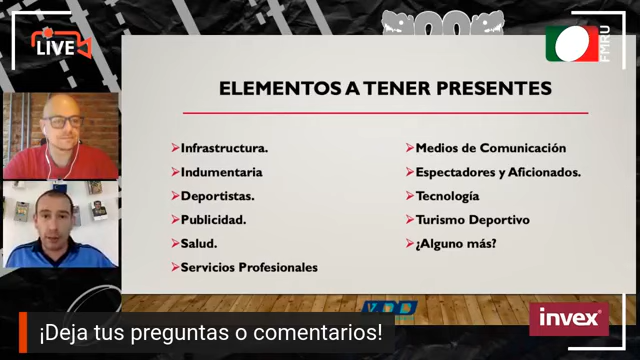 LIVE
FMRU
ELEMENTOS A TENER PRESENTES
Infrastructura.
Indumentaria
Deportistas.
Publicidad.
Salud.
Servicios Profesionales
Medios de Comunicación
Espectadores y Aficionados.
Tecnología
Turismo Deportivo
¿Alguno más?
¡Deja tus preguntas o comentarios!
invex